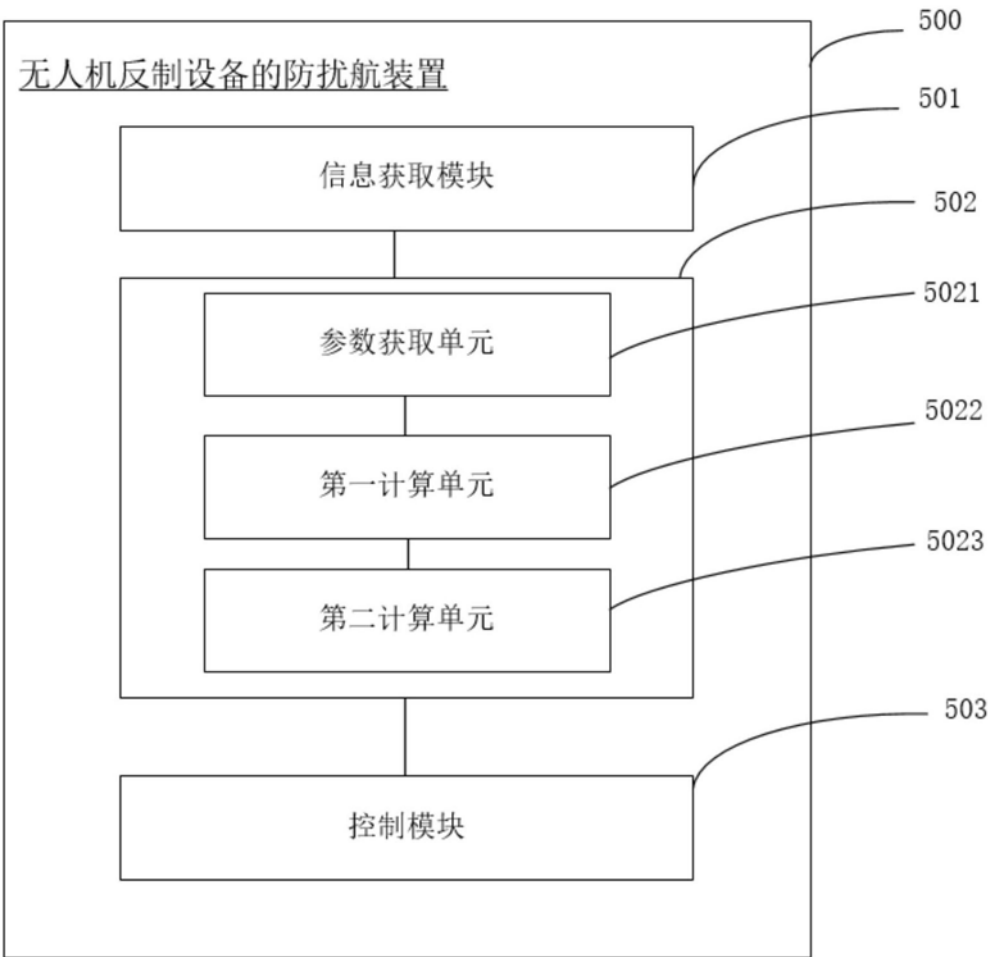 500
无人机反制设备的防扰航装置
501
信息获取模块
502
5021
参数获取单元
5022
第一计算单元
5023
第二计算单元
503
控制模块